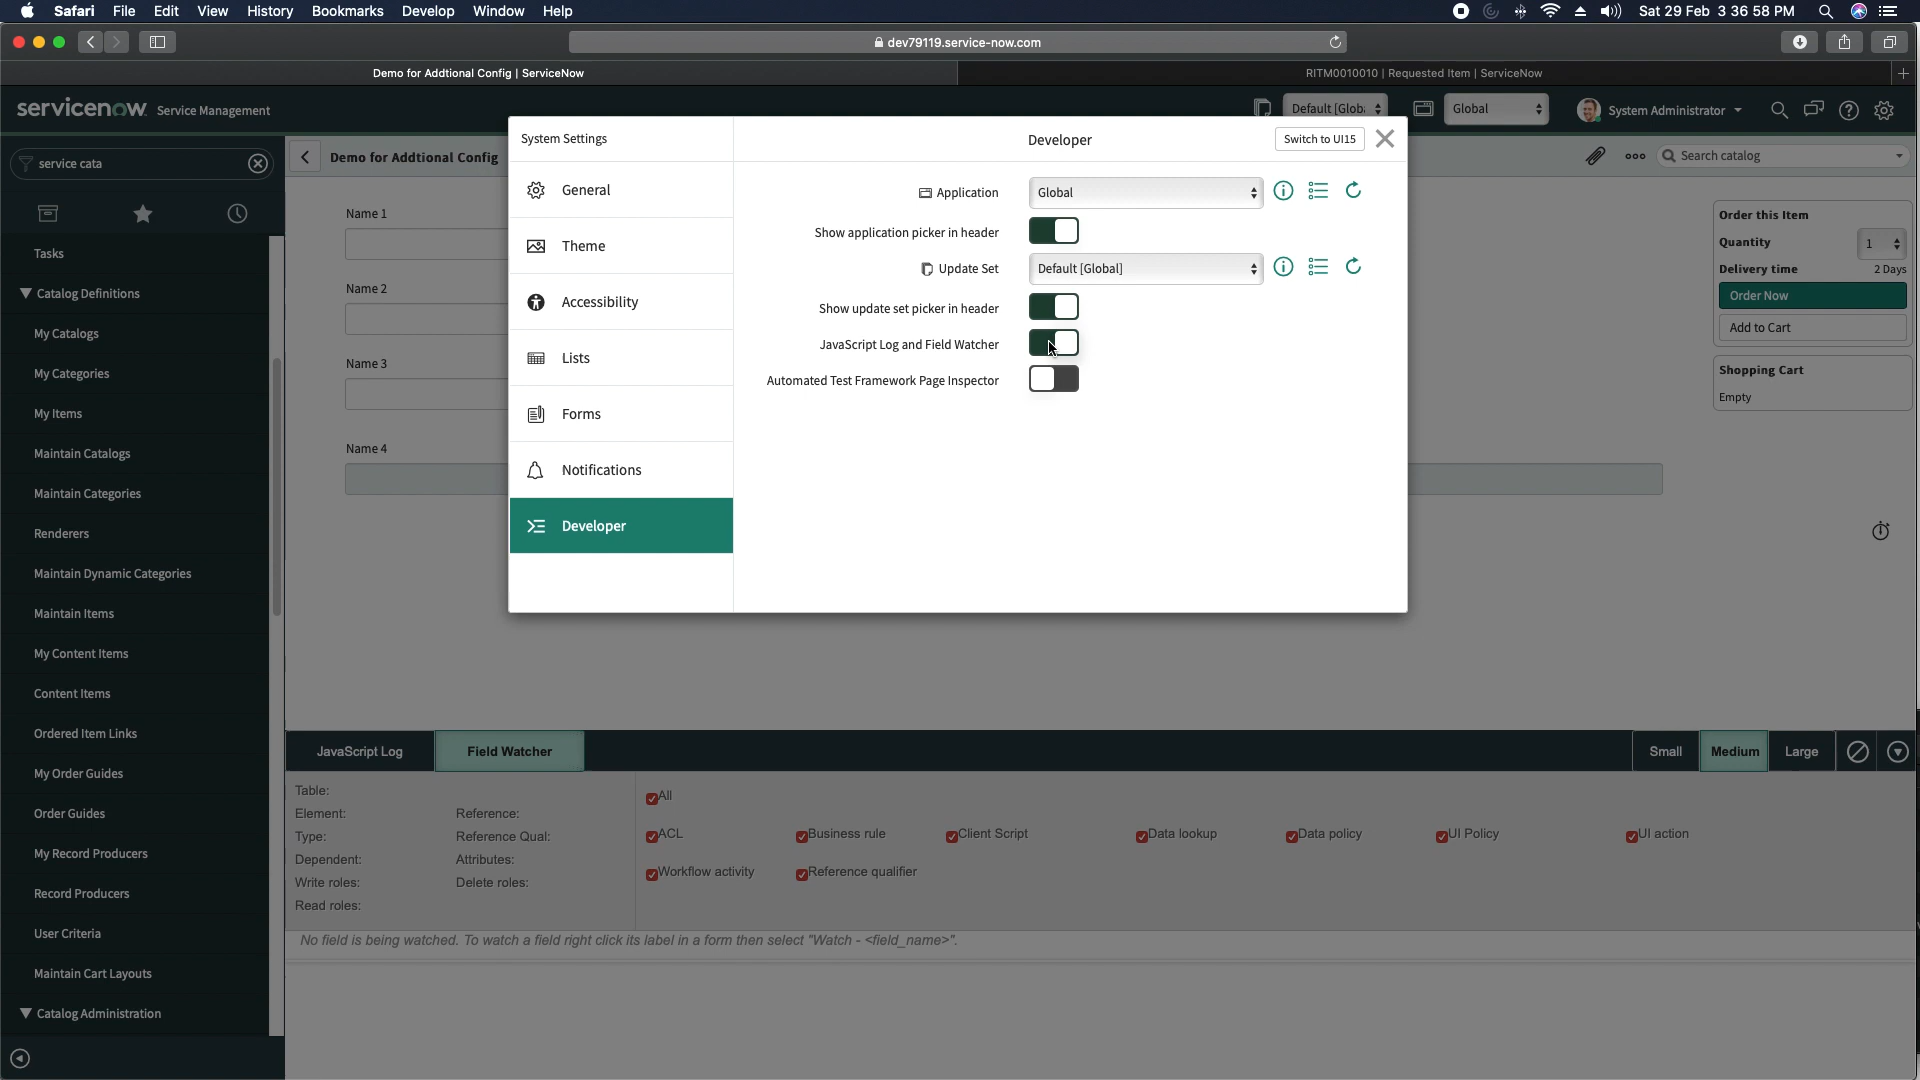 Safari File Edit View History Bookmarks Develop Window Help
Sat 29 Feb 3 36 58 PM
dev79119.service-now.com
Demo for Addtional Config | ServiceNow
RITM0010010 | Requested Item | ServiceNow
servicenow Service Management
Default [Globa
Global
System Administrator
service cata
Demo for Addtional Config
Search catalog
Tasks
Catalog Definitions
My Catalogs
My Categories
My Items
Maintain Catalogs
Maintain Categories
Renderers
Maintain Dynamic Categories
Maintain Items
My Content Items
Content Items
Ordered Item Links
My Order Guides
Order Guides
My Record Producers
Record Producers
User Criteria
Maintain Cart Layouts
Catalog Administration
Name 1
Name 2
Name 3
Name 4
System Settings
General
Theme
Accessibility
Lists
Forms
Notifications
Developer
Developer
Switch to UI15
Application
Global
Show application picker in header
Update Set
Default [Global]
Show update set picker in header
JavaScript Log and Field Watcher
Automated Test Framework Page Inspector
Order this Item
Quantity 1
Delivery time 2 Days
Order Now
Add to Cart
Shopping Cart
Empty
JavaScript Log Field Watcher
Small Medium Large
Table:
Element: Reference:
Type: Reference Qual:
Dependent: Attributes:
Write roles: Delete roles:
Read roles:
All
ACL Business rule Client Script Data lookup Data policy UI Policy UI action
Workflow activity Reference qualifier
No field is being watched. To watch a field right click its label in a form then select "Watch - <field_name>".